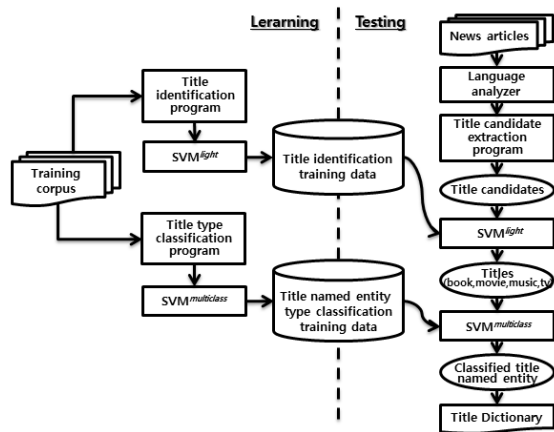 Lerarning
Testing
News articles
Language
analyzer
Title candidate
extraction
program
Title candidates
SVMlight
Titles
(book,movie,music,tv)
SVMmulticlass
Classified title
named entity
Title Dictionary
Title
identification
program
SVMlight
Title identification
training data
Training
corpus
Title type
classification
program
SVMmulticlass
Title named entity
type classification
training data